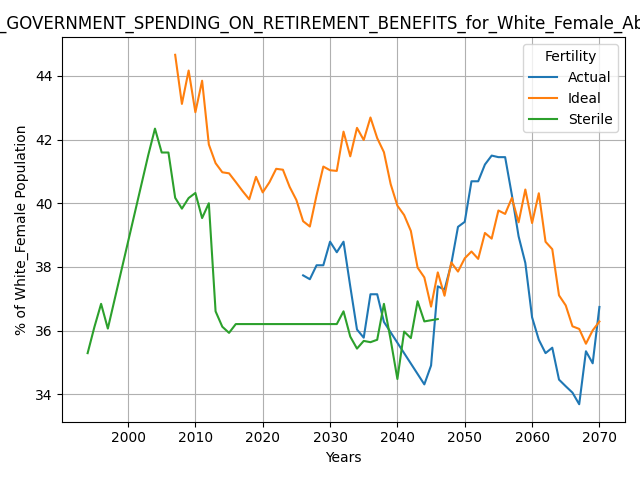 _GOVERNMENT_SPENDING_ON_RETIREMENT_BENEFITS_for_White_Female_Ab
Fertility
Actual
Ideal
Sterile
% of White_Female Population
44
42
40
38
36
34
2000
2010
2020
2030
2040
2050
2060
2070
Years